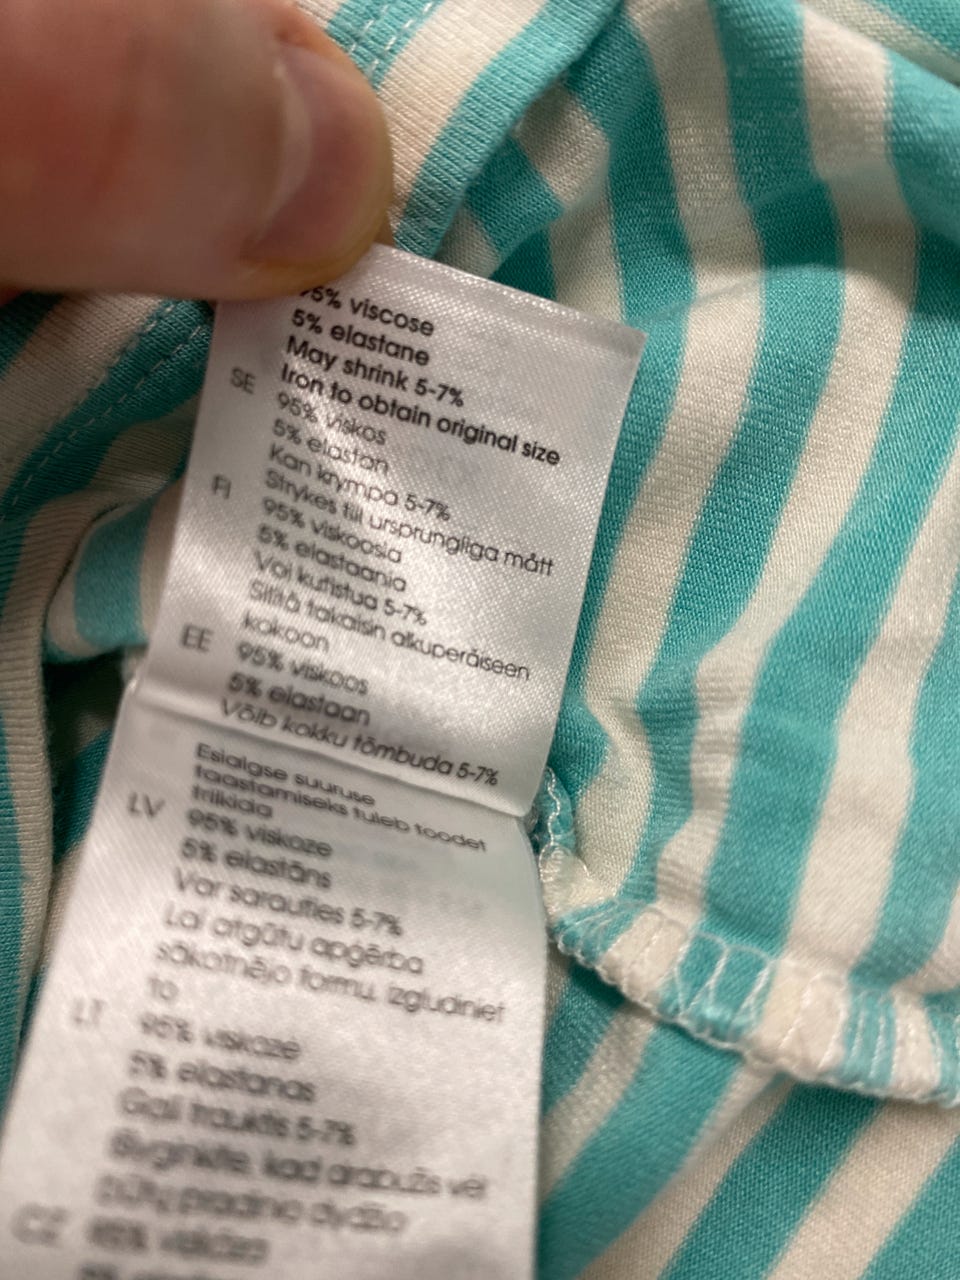 95% viscose
5% elastane
May shrink 5-7%
Iron to obtain original size
SE 95% viskos
5% elastan
Kan krympa 5-7%
Strykes till ursprungliga mått
FI 95% viskoosia
5% elastaania
Voi kutistua 5-7%
Silitä takaisin alkuperäiseen
kokoon
EE 95% viskoos
5% elastaan
Võib kokku tõmbuda 5-7%
Esialgse suuruse
taastamiseks tuleb toodet
triikida
LV 95% viskoze
5% elastāns
Var sarauties 5-7%
Lai atgūtu apģērba
sākotnējo formu, izgludiniet
to
LT 95% viskozė
5% elastanas
Gali trauktis 5-7%
Išlyginkite, kad drabužis vėl
būtų pradinio dydžio
CZ 95% viskóza